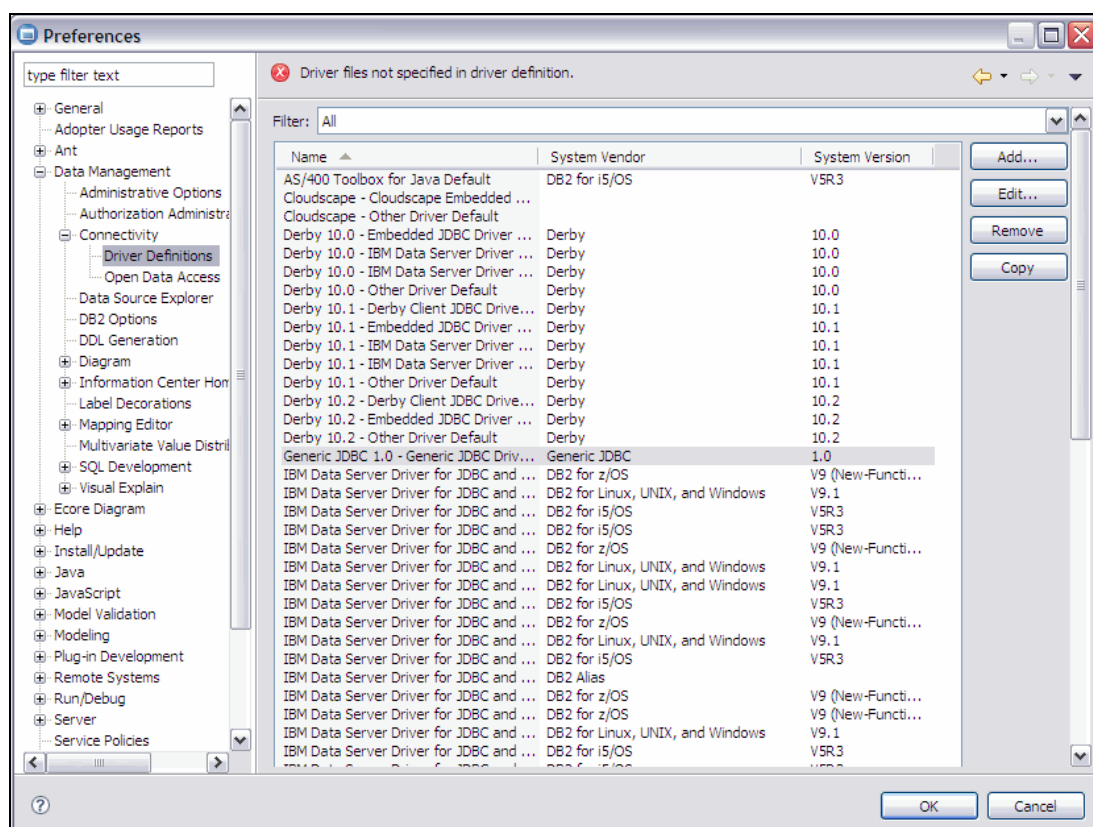 Preferences
type filter text
General
Adopter Usage Reports
Ant
Data Management
Administrative Options
Authorization Administra
Connectivity
Driver Definitions
Open Data Access
Data Source Explorer
DB2 Options
DDL Generation
Diagram
Information Center Hom
Label Decorations
Mapping Editor
Multivariate Value Distrib
SQL Development
Visual Explain
Ecore Diagram
Help
Install/Update
Java
JavaScript
Model Validation
Modeling
Plug-in Development
Remote Systems
Run/Debug
Server
Service Policies
Driver files not specified in driver definition.
Filter: All
Name System Vendor System Version
AS/400 Toolbox for Java Default DB2 for i5/OS V5R3
Cloudscape - Cloudscape Embedded ...
Cloudscape - Other Driver Default
Derby 10.0 - Embedded JDBC Driver ... Derby 10.0
Derby 10.0 - IBM Data Server Driver ... Derby 10.0
Derby 10.0 - IBM Data Server Driver ... Derby 10.0
Derby 10.0 - Other Driver Default Derby 10.0
Derby 10.1 - Derby Client JDBC Drive... Derby 10.1
Derby 10.1 - Embedded JDBC Driver ... Derby 10.1
Derby 10.1 - IBM Data Server Driver ... Derby 10.1
Derby 10.1 - IBM Data Server Driver ... Derby 10.1
Derby 10.1 - Other Driver Default Derby 10.1
Derby 10.2 - Derby Client JDBC Drive... Derby 10.2
Derby 10.2 - Embedded JDBC Driver ... Derby 10.2
Derby 10.2 - Other Driver Default Derby 10.2
Generic JDBC 1.0 - Generic JDBC Driv... Generic JDBC 1.0
IBM Data Server Driver for JDBC and ... DB2 for z/OS V9 (New-Functi...
IBM Data Server Driver for JDBC and ... DB2 for Linux, UNIX, and Windows V9.1
IBM Data Server Driver for JDBC and ... DB2 for i5/OS V5R3
IBM Data Server Driver for JDBC and ... DB2 for i5/OS V5R3
IBM Data Server Driver for JDBC and ... DB2 for z/OS V9 (New-Functi...
IBM Data Server Driver for JDBC and ... DB2 for Linux, UNIX, and Windows V9.1
IBM Data Server Driver for JDBC and ... DB2 for Linux, UNIX, and Windows V9.1
IBM Data Server Driver for JDBC and ... DB2 for i5/OS V5R3
IBM Data Server Driver for JDBC and ... DB2 for z/OS V9 (New-Functi...
IBM Data Server Driver for JDBC and ... DB2 for Linux, UNIX, and Windows V9.1
IBM Data Server Driver for JDBC and ... DB2 for i5/OS V5R3
IBM Data Server Driver for JDBC and ... DB2 Alias
IBM Data Server Driver for JDBC and ... DB2 for z/OS V9 (New-Functi...
IBM Data Server Driver for JDBC and ... DB2 for z/OS V9 (New-Functi...
IBM Data Server Driver for JDBC and ... DB2 for Linux, UNIX, and Windows V9.1
IBM Data Server Driver for JDBC and ... DB2 for i5/OS V5R3
Add...
Edit...
Remove
Copy
OK Cancel